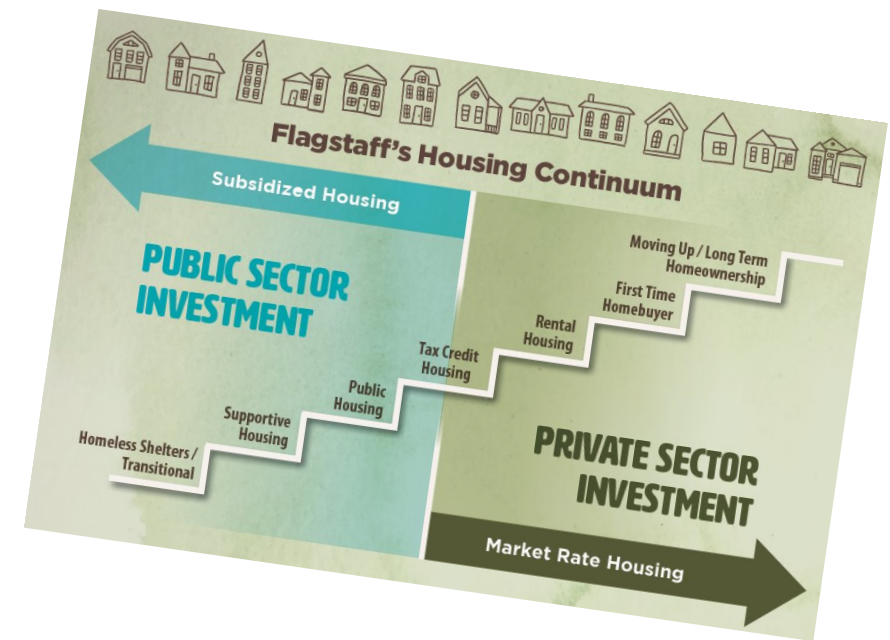 Flagstaff's Housing Continuum
Subsidized Housing
PUBLIC SECTOR
INVESTMENT
Moving Up / Long Term
Homeownership
First Time
Homebuyer
Rental
Housing
Tax Credit
Housing
Public
Housing
Supportive
Housing
Homeless Shelters /
Transitional
PRIVATE SECTOR
INVESTMENT
Market Rate Housing